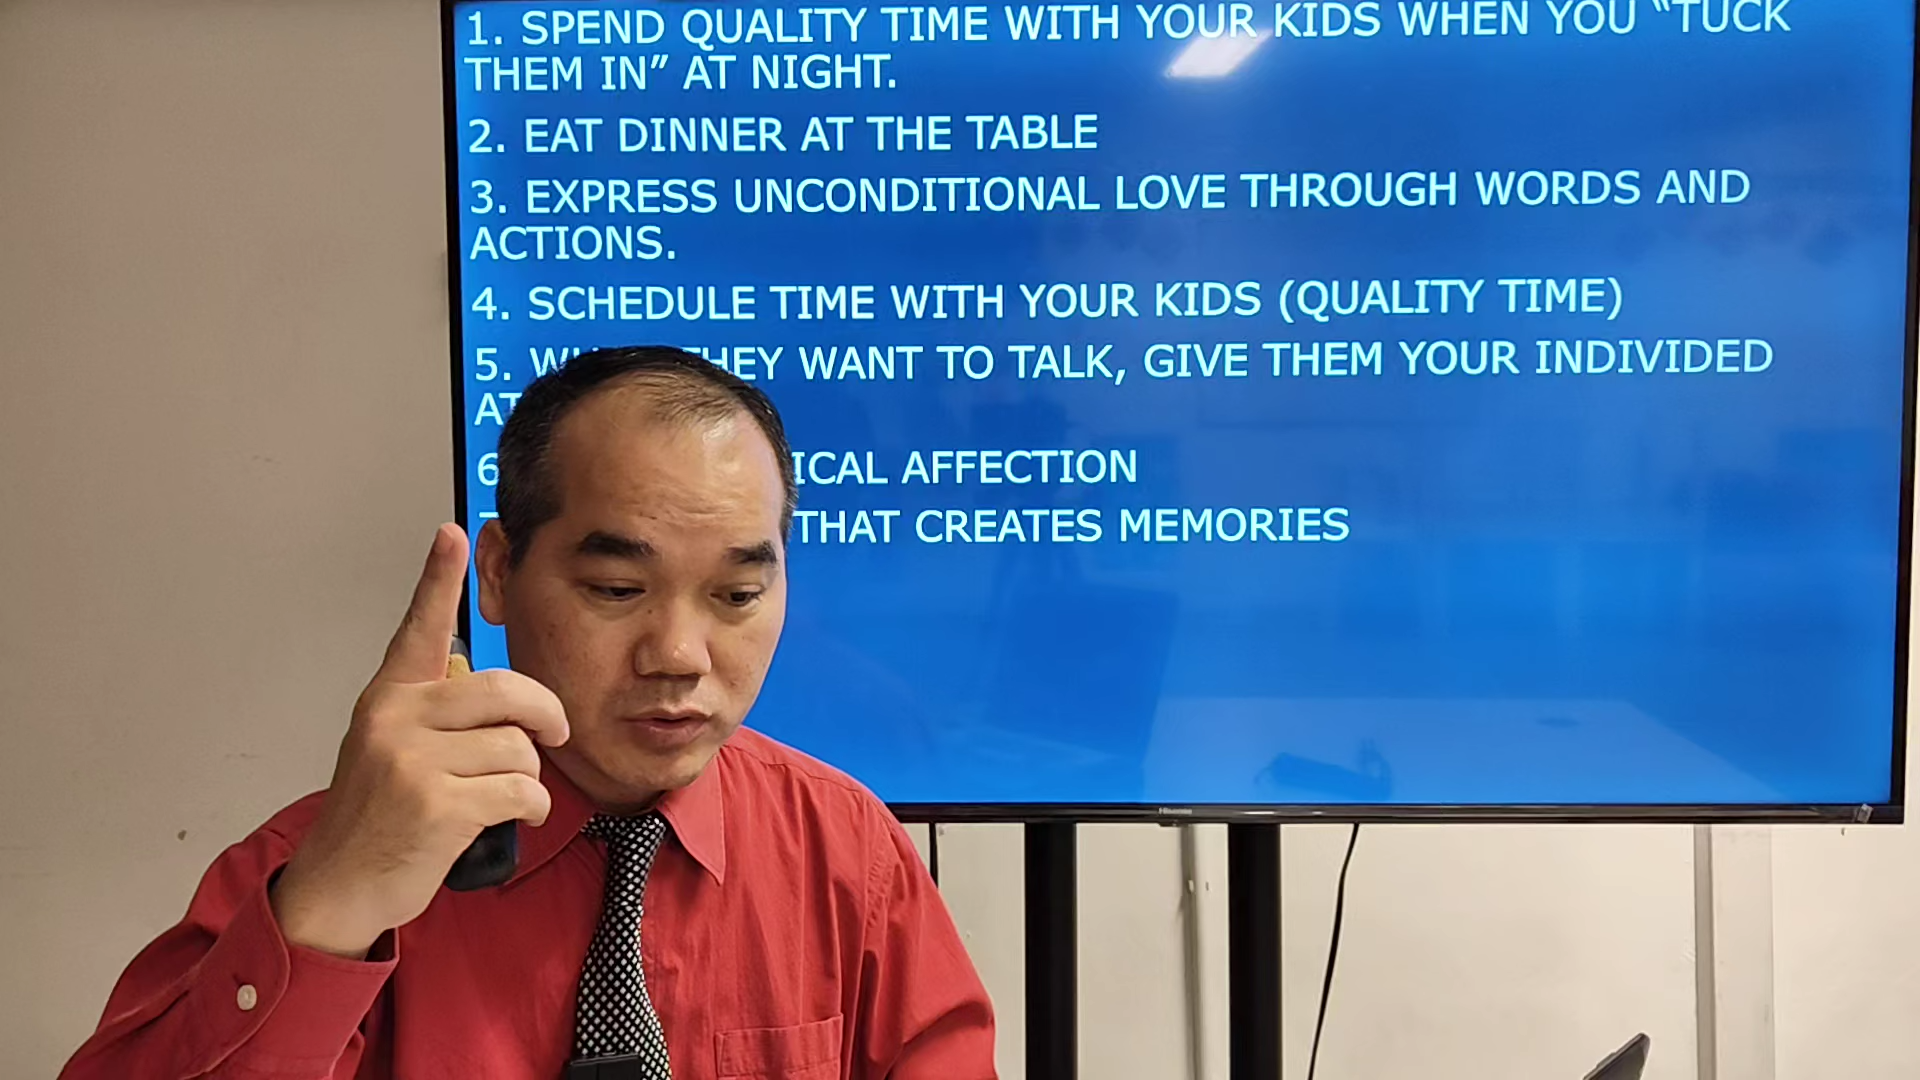 1. SPEND QUALITY TIME WITH YOUR KIDS WHEN YOU “TUCK
THEM IN” AT NIGHT.
2. EAT DINNER AT THE TABLE
3. EXPRESS UNCONDITIONAL LOVE THROUGH WORDS AND
ACTIONS.
4. SCHEDULE TIME WITH YOUR KIDS (QUALITY TIME)
5. THEY WANT TO TALK, GIVE THEM YOUR INDIVIDED
6 AFFECTION
THAT CREATES MEMORIES
Hisense